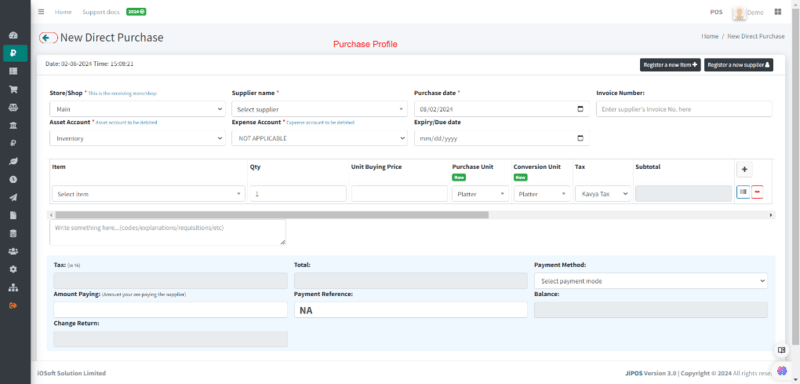 Home Support docs 2024 iPOS Demo
New Direct Purchase
Purchase Profile
Home / New Direct Purchase
Date: 02-08-2024 Time: 15:09:21
Register a new item
Register a new supplier
Store/Shop * This is the receiving store/shop
Supplier name *
Purchase date *
Invoice Number:
Main
Select supplier
08/02/2024
Enter supplier's Invoice No. here
Asset Account * Asset account to be debited
Expense Account * Expense account to be debited
Expiry/Due date
Inventory
NOT APPLICABLE
mm/dd/yyyy
Item Qty Unit Buying Price Purchase Unit Conversion Unit Tax Subtotal
New New
Select item 1 Platter Platter Kavya Tax
Write something here...(codes/explanations/requisitions/etc)
Tax: (in %)
Total:
Payment Method:
Select payment mode
Amount Paying: (Amount your are paying the supplier)
Payment Reference:
Balance:
NA
Change Return:
iOSoft Solution Limited
JiPOS Version 3.0 | Copyright © 2024 All rights rese